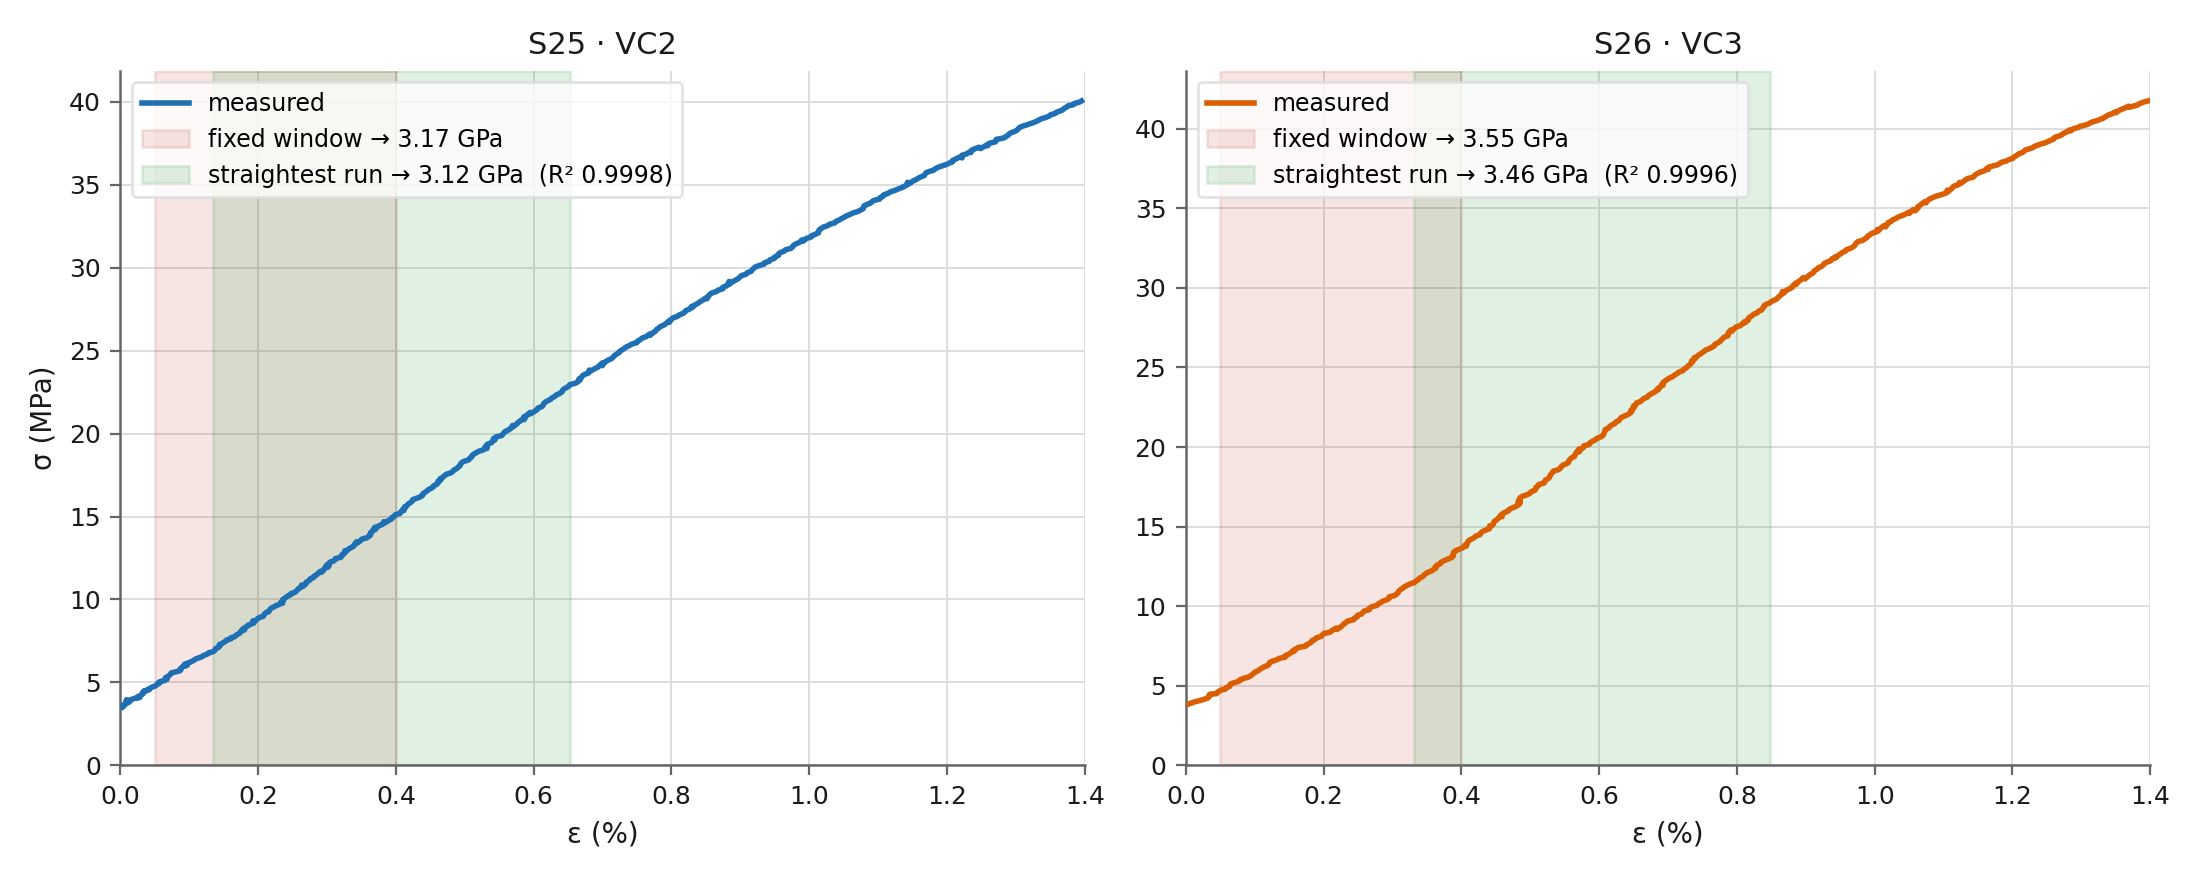 S25 · VC2
measured
fixed window → 3.17 GPa
straightest run → 3.12 GPa (R² 0.9998)
σ (MPa)
40
35
30
25
20
15
10
5
0
0.0 0.2 0.4 0.6 0.8 1.0 1.2 1.4
ε (%)
S26 · VC3
measured
fixed window → 3.55 GPa
straightest run → 3.46 GPa (R² 0.9996)
40
35
30
25
20
15
10
5
0
0.0 0.2 0.4 0.6 0.8 1.0 1.2 1.4
ε (%)